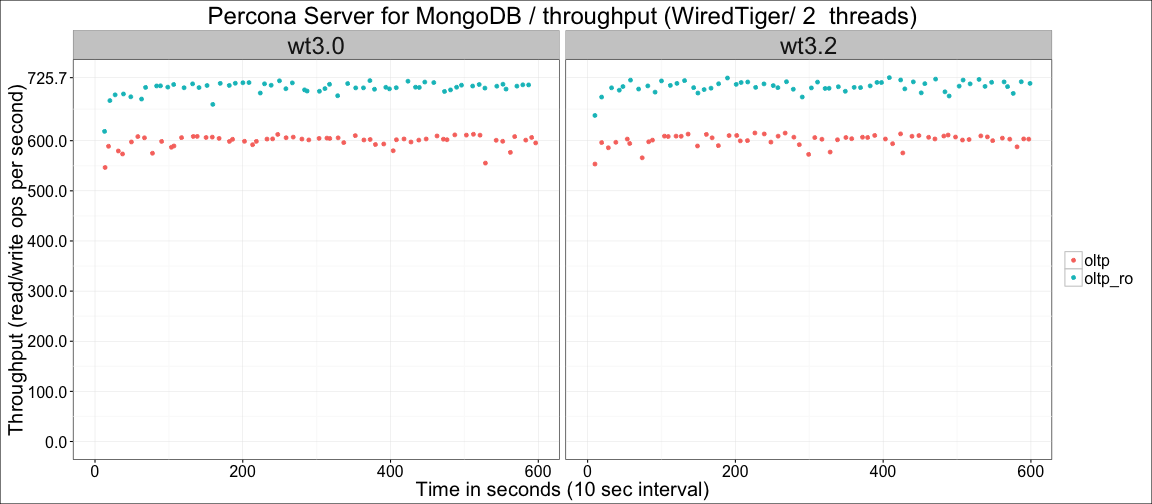 Percona Server for MongoDB / throughput (WiredTiger/ 2  threads)
wt3.0
wt3.2
Throughput (read/write ops per second)
725.7
600.0
500.0
400.0
300.0
200.0
100.0
0.0
0
200
400
600
0
200
400
600
Time in seconds (10 sec interval)
oltp
oltp_ro